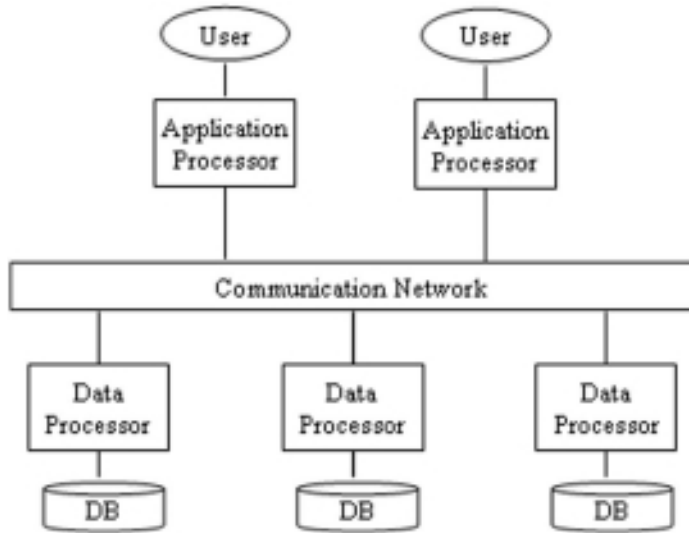 User
User
Application
Processor
Application
Processor
Communication Network
Data
Processor
Data
Processor
Data
Processor
DB
DB
DB